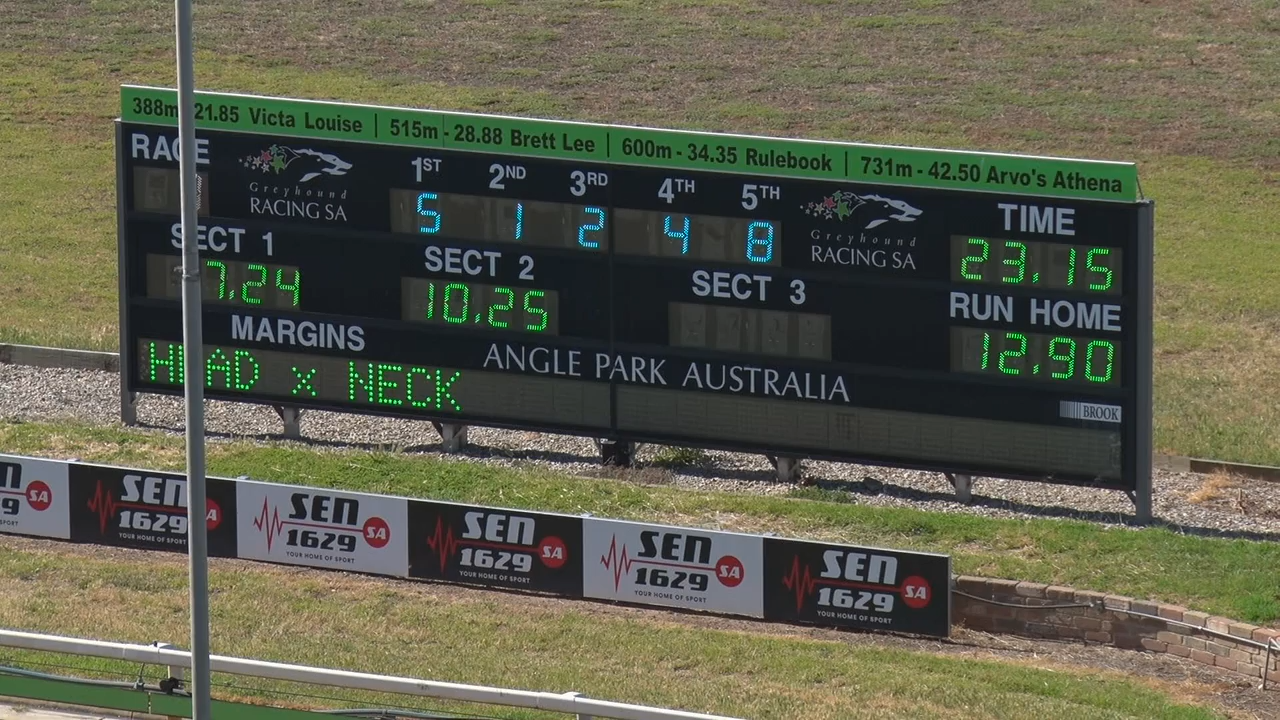 388m - 21.85 Victa Louise | 515m - 28.88 Brett Lee | 600m - 34.35 Rulebook | 731m - 42.50 Arvo's Athena
RACE
Greyhound
RACING SA
1ST 2ND 3RD 4TH 5TH
5 1 2 4 8
Greyhound
RACING SA
TIME
23.15
SECT 1
7.24
SECT 2
10.25
SECT 3
RUN HOME
12.90
MARGINS
HEAD x NECK
ANGLE PARK AUSTRALIA
BROOK
SA
9
SEN
1629
SA
YOUR HOME OF SPORT
SEN
1629
SA
YOUR HOME OF SPORT
SEN
1629
SA
YOUR HOME OF SPORT
SEN
1629
SA
YOUR HOME OF SPORT
SEN
1629
SA
YOUR HOME OF SPORT